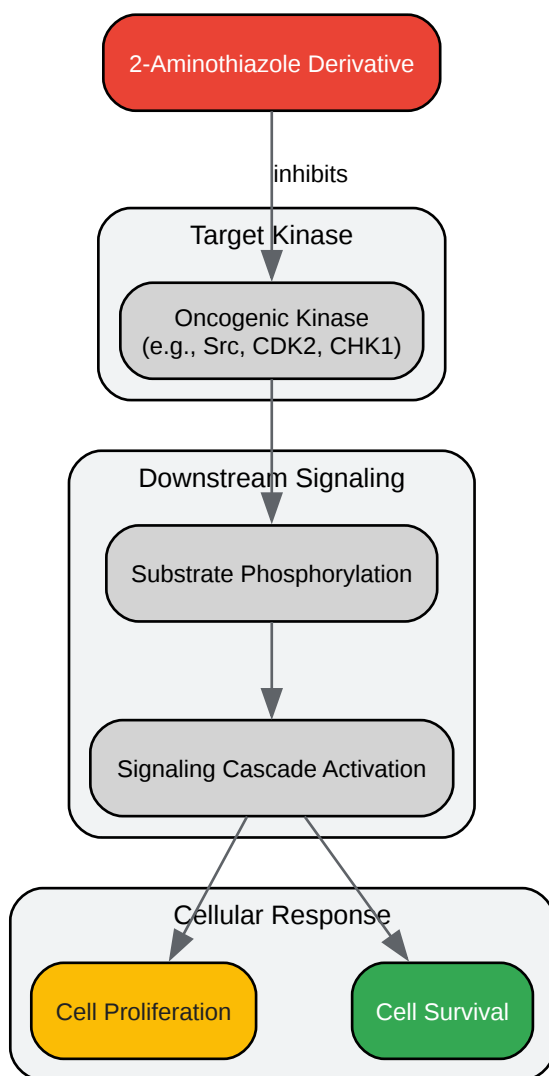 2-Aminothiazole Derivative
inhibits
Target Kinase
Oncogenic Kinase
(e.g., Src, CDK2, CHK1)
Downstream Signaling
Substrate Phosphorylation
Signaling Cascade Activation
Cellular Response
Cell Proliferation
Cell Survival